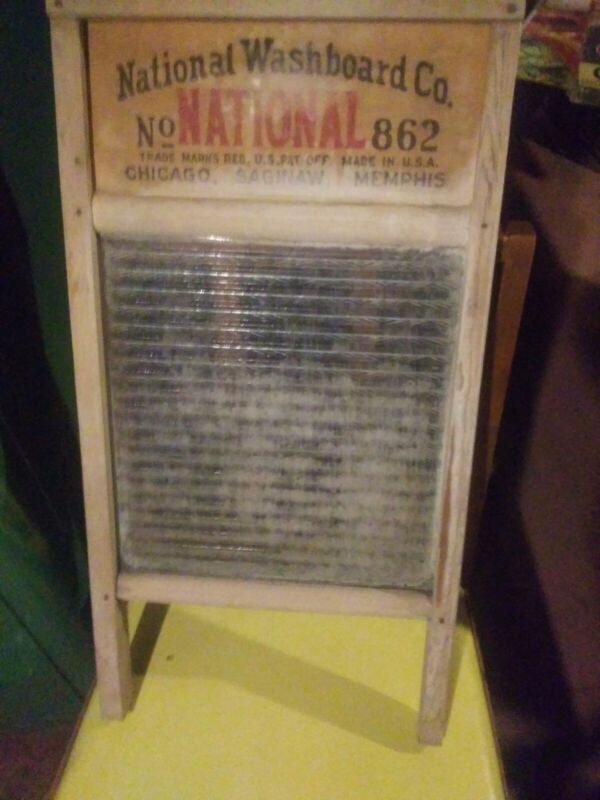 National Washboard Co.
No NATIONAL 862
TRADE MARKS REG. U.S. PAT. OFF. MADE IN U.S.A.
CHICAGO, SAGINAW, MEMPHIS